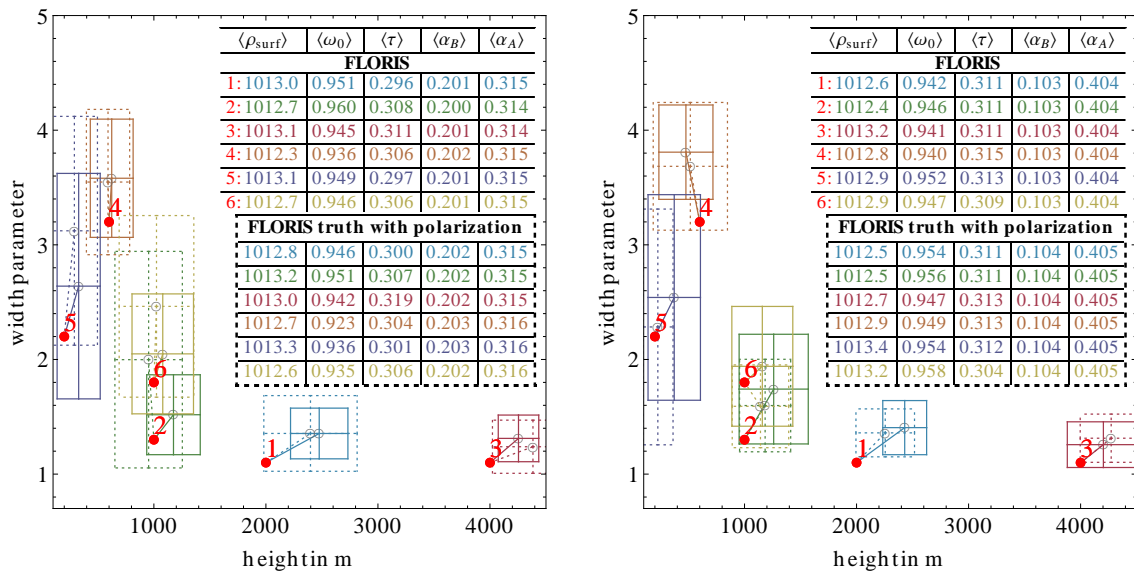 5
4
3
2
1
widthparameter
⟨ρsurf⟩ ⟨ω0⟩ ⟨τ⟩ ⟨αB⟩ ⟨αA⟩
FLORIS
1: 1013.0 0.951 0.296 0.201 0.315
2: 1012.7 0.960 0.308 0.200 0.314
3: 1013.1 0.945 0.311 0.201 0.314
4: 1012.3 0.936 0.306 0.202 0.315
5: 1013.1 0.949 0.297 0.201 0.315
6: 1012.7 0.946 0.306 0.201 0.315
FLORIS truth with polarization
1012.8 0.946 0.300 0.202 0.315
1013.2 0.951 0.307 0.202 0.315
1013.0 0.942 0.319 0.202 0.315
1012.7 0.923 0.304 0.203 0.316
1013.3 0.936 0.301 0.203 0.316
1012.6 0.935 0.306 0.202 0.316
4
5
6
2
1
3
1000 2000 3000 4000
heightin m
5
4
3
2
1
widthparameter
⟨ρsurf⟩ ⟨ω0⟩ ⟨τ⟩ ⟨αB⟩ ⟨αA⟩
FLORIS
1: 1012.6 0.942 0.311 0.103 0.404
2: 1012.4 0.946 0.311 0.103 0.404
3: 1013.2 0.941 0.311 0.103 0.404
4: 1012.8 0.940 0.315 0.103 0.404
5: 1012.9 0.952 0.313 0.103 0.404
6: 1012.9 0.947 0.309 0.103 0.404
FLORIS truth with polarization
1012.5 0.954 0.311 0.104 0.405
1012.5 0.956 0.311 0.104 0.405
1012.7 0.947 0.313 0.104 0.405
1012.9 0.949 0.313 0.104 0.405
1013.4 0.954 0.312 0.104 0.405
1013.2 0.958 0.304 0.104 0.405
4
5
6
2
1
3
1000 2000 3000 4000
heightin m